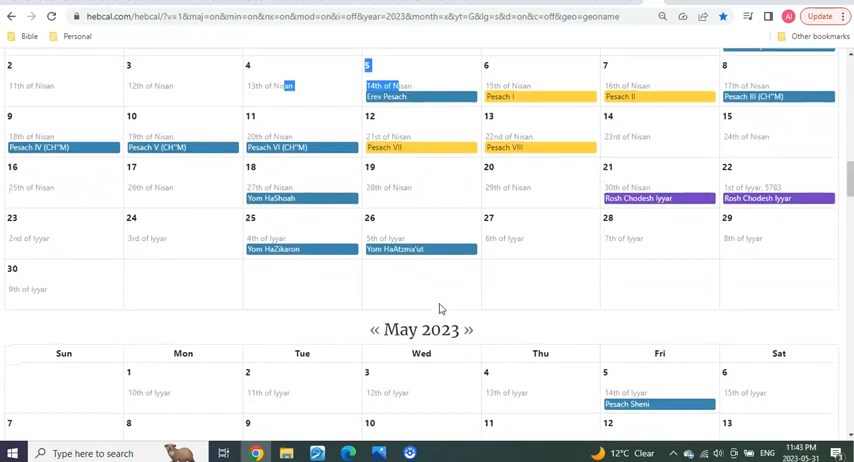 hebcal.com/hebcal/?v=1&maj=on&min=on&nx=on&mod=on&i=off&year=2023&month=x&yt=G&lg=s&d=on&c=off&geo=geoname
AI
Update
Bible Personal
Other bookmarks
2 3 4 5 6 7 8
11th of Nisan 12th of Nisan 13th of Nisan 14th of Nisan 15th of Nisan 16th of Nisan 17th of Nisan
Erev Pesach Pesach I Pesach II Pesach III (CH"M)
9 10 11 12 13 14 15
18th of Nisan 19th of Nisan 20th of Nisan 21st of Nisan 22nd of Nisan 23rd of Nisan 24th of Nisan
Pesach IV (CH"M) Pesach V (CH"M) Pesach VI (CH"M) Pesach VII Pesach VIII
16 17 18 19 20 21 22
25th of Nisan 26th of Nisan 27th of Nisan 28th of Nisan 29th of Nisan 30th of Nisan 1st of Iyyar, 5783
Yom HaShoah Rosh Chodesh Iyyar Rosh Chodesh Iyyar
23 24 25 26 27 28 29
2nd of Iyyar 3rd of Iyyar 4th of Iyyar 5th of Iyyar 6th of Iyyar 7th of Iyyar 8th of Iyyar
Yom HaZikaron Yom HaAtzma'ut
30
9th of Iyyar
« May 2023 »
Sun Mon Tue Wed Thu Fri Sat
1 2 3 4 5 6
10th of Iyyar 11th of Iyyar 12th of Iyyar 13th of Iyyar 14th of Iyyar 15th of Iyyar
Pesach Sheni
7 8 9 10 11 12 13
Type here to search
12°C Clear
ENG
11:43 PM
2023-05-31
3